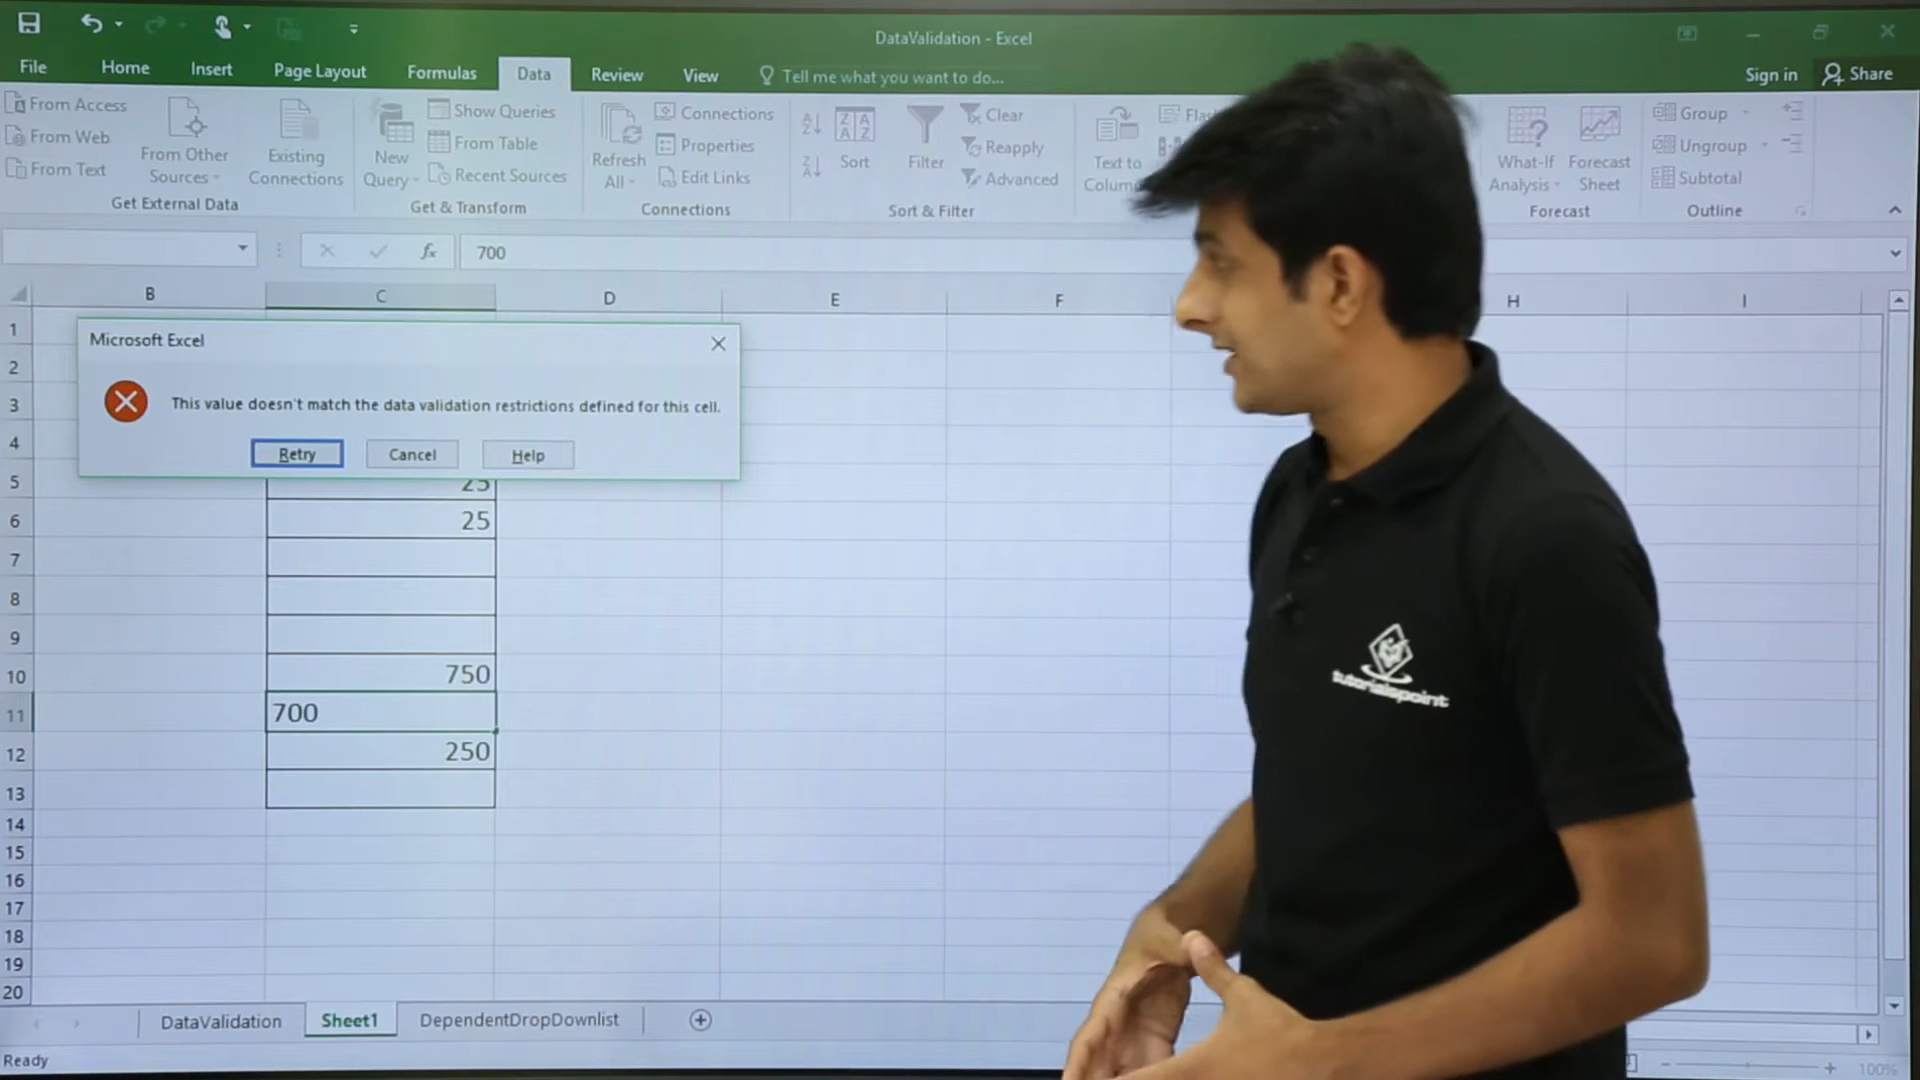 DataValidation - Excel
File Home Insert Page Layout Formulas Data Review View Tell me what you want to do... Sign in Share
From Access
From Web
From Text
From Other Sources
Existing Connections
Get External Data
New Query
Show Queries
From Table
Recent Sources
Get & Transform
Refresh All
Connections
Properties
Edit Links
Connections
Sort
Filter
Clear
Reapply
Advanced
Sort & Filter
Text to
What-If Analysis
Forecast Sheet
Forecast
Group
Ungroup
Subtotal
Outline
fx 700
B C D E F H I
1
2
3
4
5 25
6 25
7
8
9
10 750
11 700
12 250
13
14
15
16
17
18
19
20
Microsoft Excel
This value doesn't match the data validation restrictions defined for this cell.
Retry Cancel Help
tutorialspoint
DataValidation Sheet1 DependentDropDownlist
Ready
100%